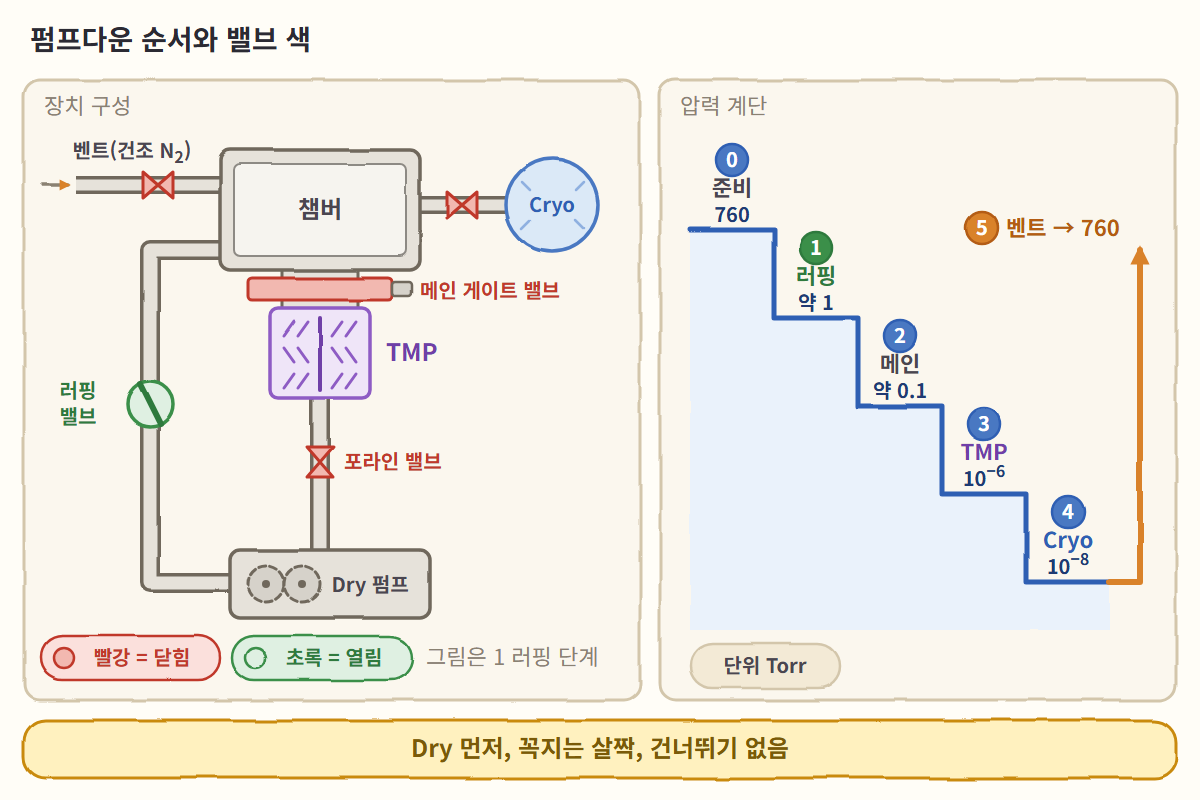 펌프다운 순서와 밸브 색
장치 구성
벤트(건조 N₂)
챔버
Cryo
메인 게이트 밸브
TMP
러핑
밸브
포라인 밸브
Dry 펌프
빨강 = 닫힘
초록 = 열림
그림은 1 러핑 단계
압력 계단
0
준비
760
1
러핑
약 1
2
메인
약 0.1
3
TMP
10⁻⁶
4
Cryo
10⁻⁸
5 벤트 → 760
단위 Torr
Dry 먼저, 꼭지는 살짝, 건너뛰기 없음